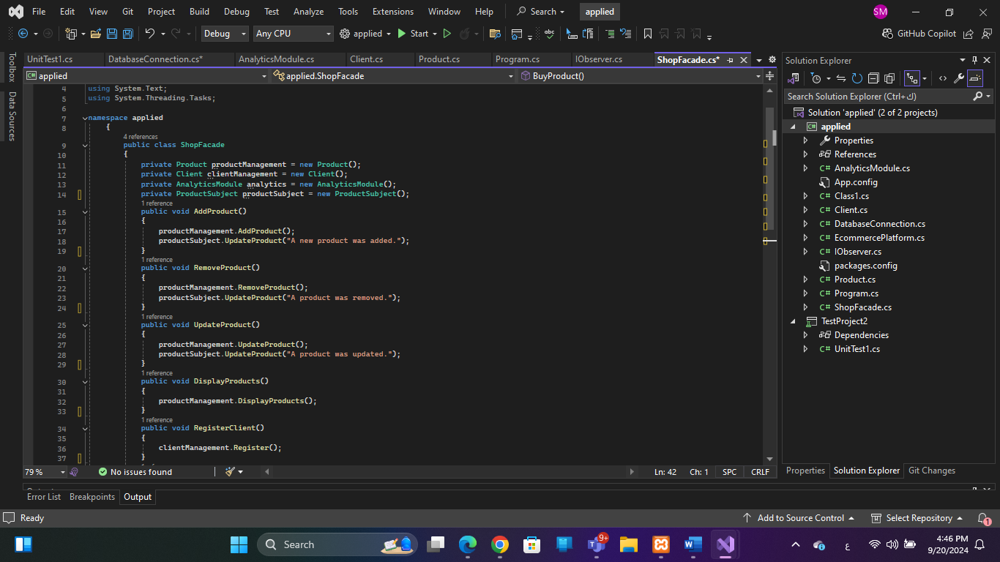 File Edit View Git Project Build Debug Test Analyze Tools Extensions Window Help Search applied SM
Debug Any CPU applied Start GitHub Copilot
UnitTest1.cs DatabaseConnection.cs* AnalyticsModule.cs Client.cs Product.cs Program.cs IObserver.cs ShopFacade.cs*
Toolbox
Data Sources
C# applied applied.ShopFacade BuyProduct()
4 using System.Text;
5 using System.Threading.Tasks;
6
7 namespace applied
8 {
4 references
9 public class ShopFacade
10 {
11 private Product productManagement = new Product();
12 private Client clientManagement = new Client();
13 private AnalyticsModule analytics = new AnalyticsModule();
14 private ProductSubject productSubject = new ProductSubject();
1 reference
15 public void AddProduct()
16 {
17 productManagement.AddProduct();
18 productSubject.UpdateProduct("A new product was added.");
19 }
1 reference
20 public void RemoveProduct()
21 {
22 productManagement.RemoveProduct();
23 productSubject.UpdateProduct("A product was removed.");
24 }
1 reference
25 public void UpdateProduct()
26 {
27 productManagement.UpdateProduct();
28 productSubject.UpdateProduct("A product was updated.");
29 }
1 reference
30 public void DisplayProducts()
31 {
32 productManagement.DisplayProducts();
33 }
1 reference
34 public void RegisterClient()
35 {
36 clientManagement.Register();
37 }
79 % No issues found Ln: 42 Ch: 1 SPC CRLF
Solution Explorer
Search Solution Explorer (Ctrl+ك)
Solution 'applied' (2 of 2 projects)
C# applied
Properties
References
C# AnalyticsModule.cs
App.config
C# Class1.cs
C# Client.cs
C# DatabaseConnection.cs
C# EcommercePlatform.cs
C# IObserver.cs
packages.config
C# Product.cs
C# Program.cs
C# ShopFacade.cs
TestProject2
Dependencies
C# UnitTest1.cs
Properties Solution Explorer Git Changes
Error List Breakpoints Output
Ready Add to Source Control Select Repository 1
Search 9+ ع 4:46 PM
9/20/2024